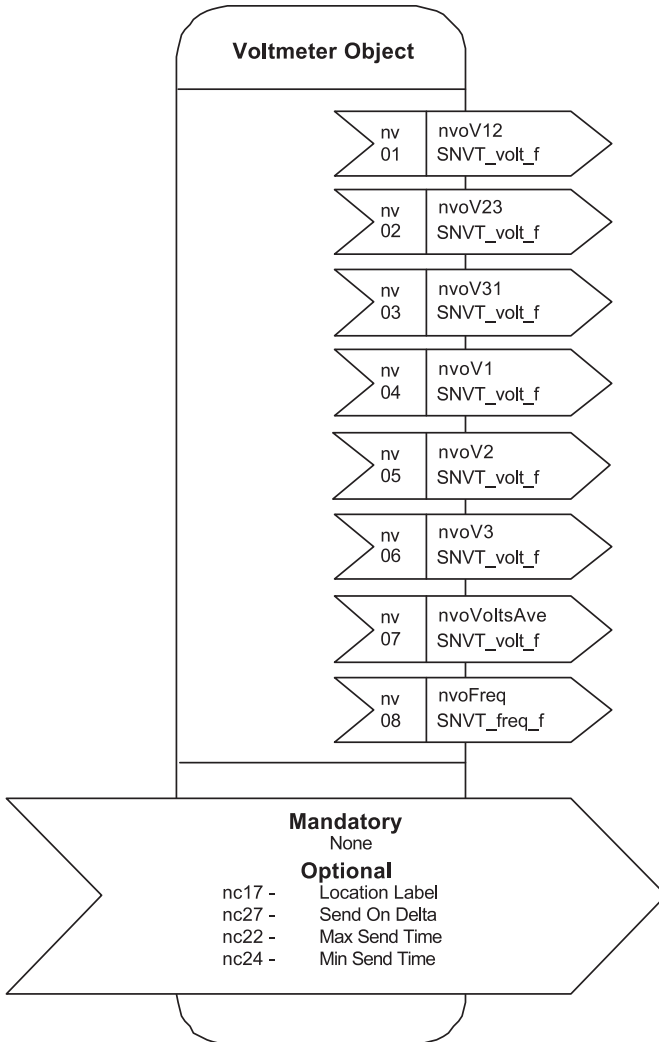 Voltmeter Object
nv nvoV12
01 SNVT_volt_f
nv nvoV23
02 SNVT_volt_f
nv nvoV31
03 SNVT_volt_f
nv nvoV1
04 SNVT_volt_f
nv nvoV2
05 SNVT_volt_f
nv nvoV3
06 SNVT_volt_f
nv nvoVoltsAve
07 SNVT_volt_f
nv nvoFreq
08 SNVT_freq_f
Mandatory
None
Optional
nc17 - Location Label
nc27 - Send On Delta
nc22 - Max Send Time
nc24 - Min Send Time